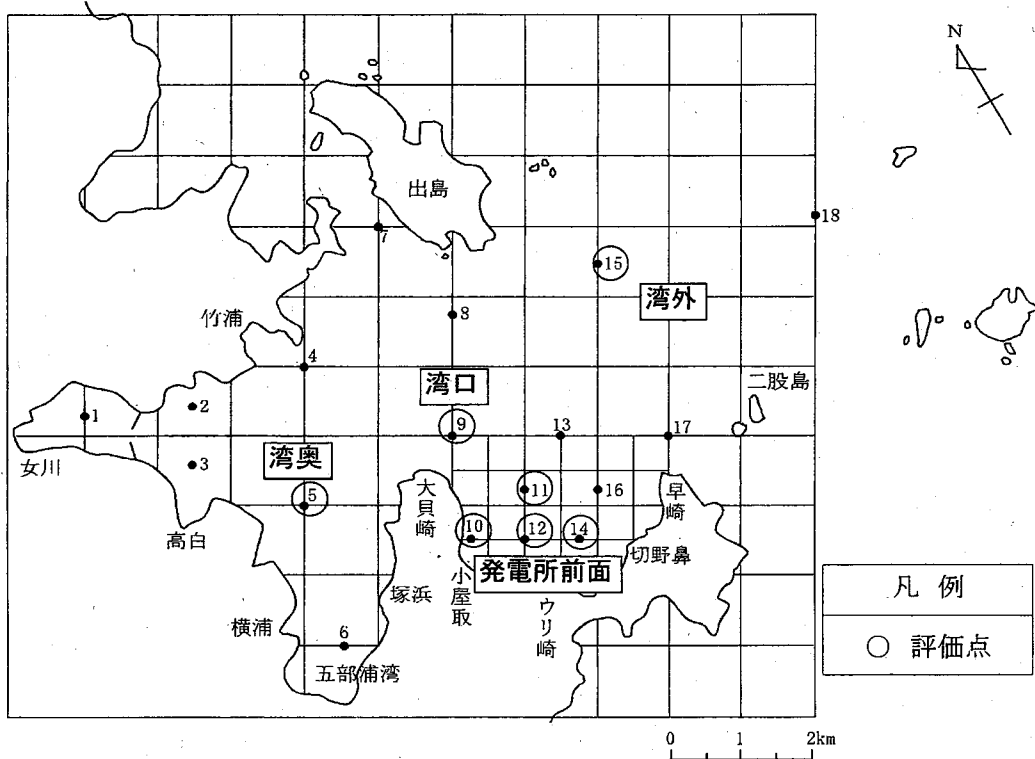 N
出島
18
7
15
湾外
8
竹浦
4
二股島
湾口
2
1
9
13
17
女川
3
湾奥
大貝崎
11
16
早崎
5
高白
10
12
14
切野鼻
発電所前面
小屋取
塚浜
ウリ崎
横浦
6
五部浦湾
凡 例
○ 評価点
0 1 2km